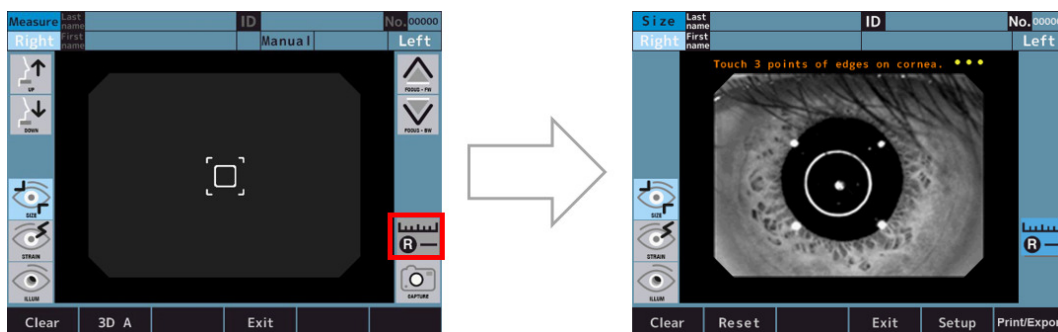 Measure Last name ID No. 00000
Right First name Manual Left
UP
FOCUS - FW
DOWN
FOCUS - BW
SIZE
R
STRAIN
ILLUM
CAPTURE
Clear 3D A Exit
Size Last name ID No. 00000
Right First name Left
Touch 3 points of edges on cornea.
SIZE
R
STRAIN
ILLUM
Clear Reset Exit Setup Print/Expo